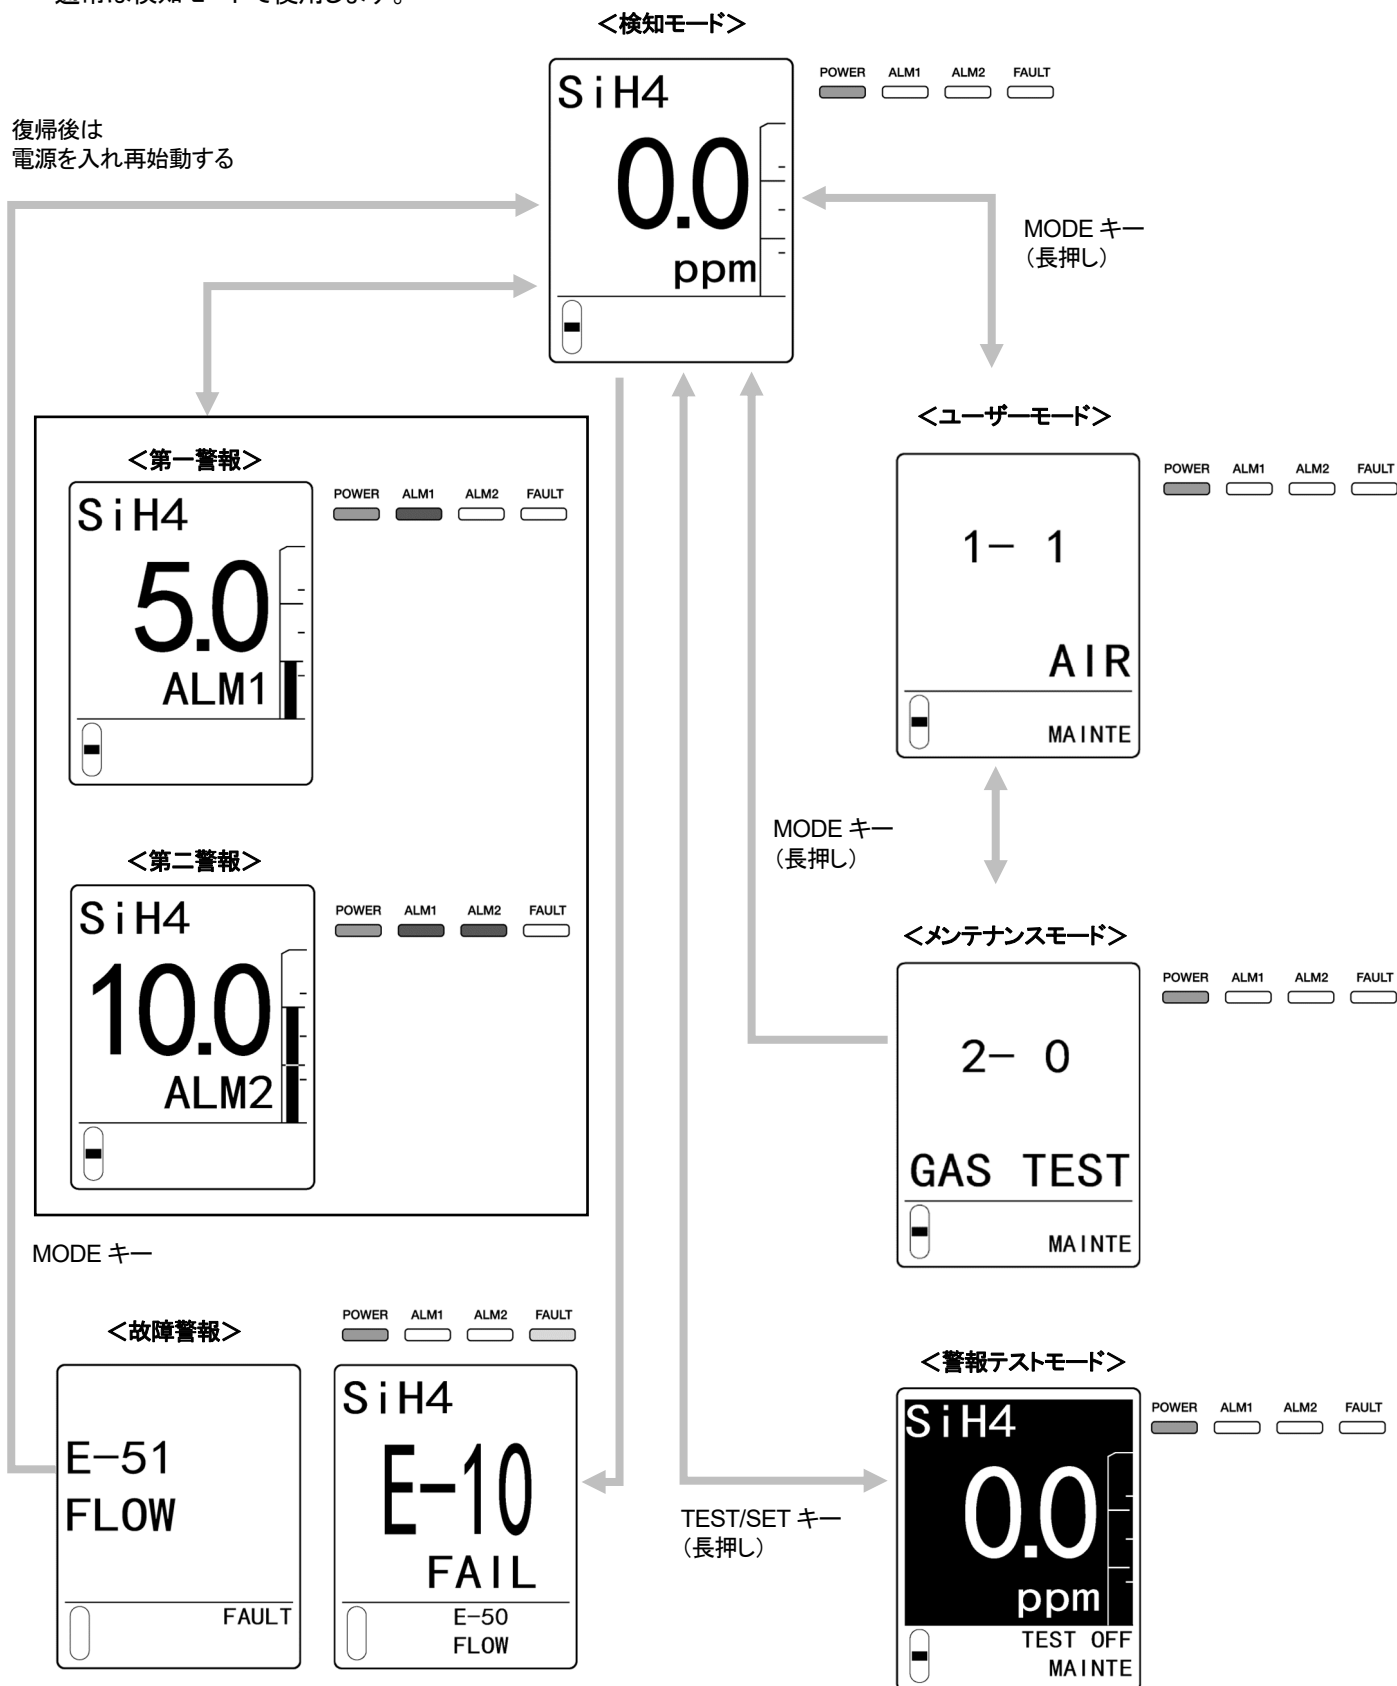 通常は検知モードで使用します。
＜検知モード＞
SiH4
0.0
ppm
POWER ALM1 ALM2 FAULT
復帰後は
電源を入れ再始動する
MODE キー
（長押し）
＜ユーザーモード＞
1- 1
AIR
MAINTE
POWER ALM1 ALM2 FAULT
＜第一警報＞
SiH4
5.0
ALM1
POWER ALM1 ALM2 FAULT
＜第二警報＞
SiH4
10.0
ALM2
POWER ALM1 ALM2 FAULT
MODE キー
（長押し）
＜メンテナンスモード＞
2- 0
GAS TEST
MAINTE
POWER ALM1 ALM2 FAULT
MODE キー
＜故障警報＞
POWER ALM1 ALM2 FAULT
E-51
FLOW
FAULT
SiH4
E-10
FAIL
E-50
FLOW
TEST/SET キー
（長押し）
＜警報テストモード＞
SiH4
0.0
ppm
TEST OFF
MAINTE
POWER ALM1 ALM2 FAULT